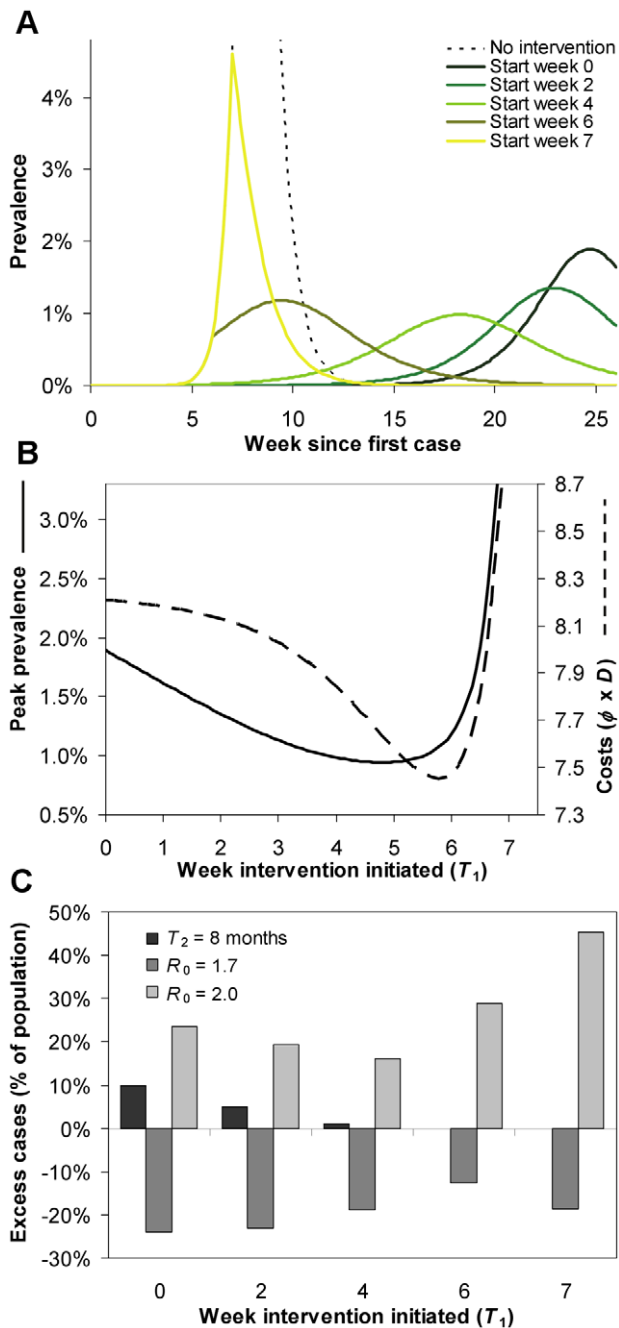 A
No intervention
Start week 0
Start week 2
Start week 4
Start week 6
Start week 7
4%
3%
2%
1%
0%
Prevalence
0 5 10 15 20 25
Week since first case
B
Peak prevalence
3.0%
2.5%
2.0%
1.5%
1.0%
0.5%
8.7
8.5
8.3
8.1
7.9
7.7
7.5
7.3
Costs (ϕ x D)
0 1 2 3 4 5 6 7
Week intervention initiated (T₁)
C
Excess cases (% of population)
50%
40%
30%
20%
10%
0%
-10%
-20%
-30%
T₂ = 8 months
R₀ = 1.7
R₀ = 2.0
0 2 4 6 7
Week intervention initiated (T₁)